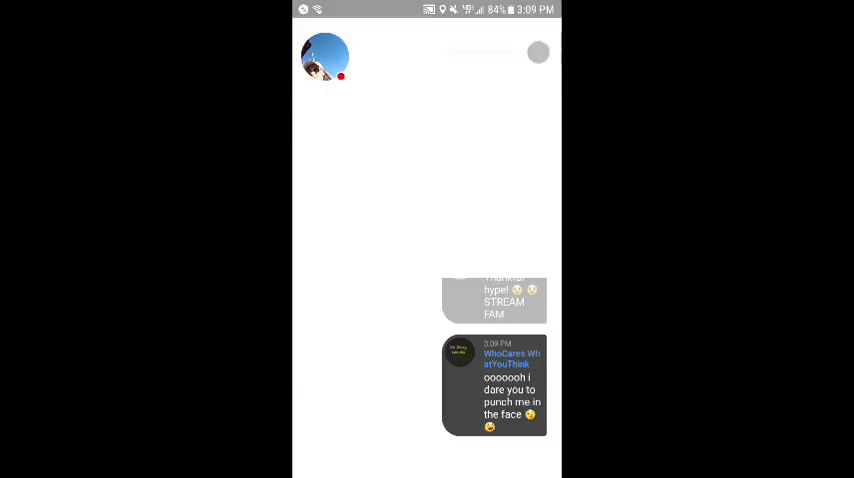 84% 3:09 PM
hype! 😢 😢
STREAM
FAM
3:09 PM
WhoCares Wh
atYouThink
ooooooh i
dare you to
punch me in
the face 😉
😂